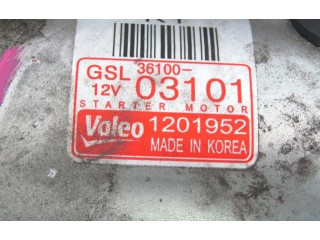 GSL 36100-
12V 03101
STARTER MOTOR
Valeo 1201952
MADE IN KOREA